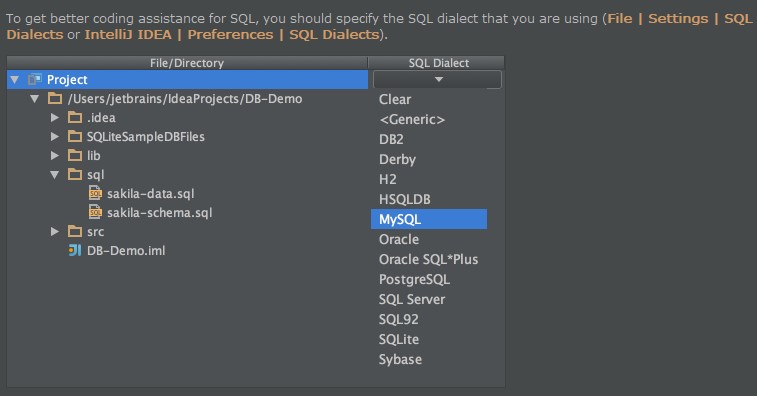 To get better coding assistance for SQL, you should specify the SQL dialect that you are using (File | Settings | SQL
Dialects or IntelliJ IDEA | Preferences | SQL Dialects).
File/Directory SQL Dialect
Project
/Users/jetbrains/IdeaProjects/DB-Demo Clear
.idea <Generic>
SQLiteSampleDBFiles DB2
lib Derby
sql H2
sakila-data.sql HSQLDB
sakila-schema.sql MySQL
src Oracle
DB-Demo.iml Oracle SQL*Plus
PostgreSQL
SQL Server
SQL92
SQLite
Sybase